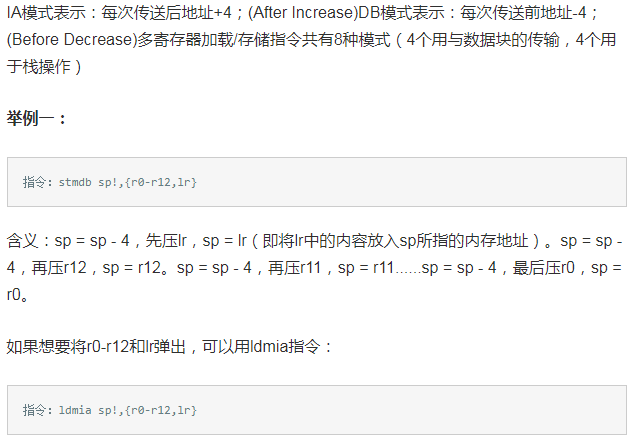 IA模式表示：每次传送后地址+4；(After Increase)DB模式表示：每次传送前地址-4；
(Before Decrease)多寄存器加载/存储指令共有8种模式（4个用与数据块的传输，4个用
于栈操作）
举例一：
指令：stmdb sp!,{r0-r12,lr}
含义：sp = sp - 4，先压lr，sp = lr（即将lr中的内容放入sp所指的内存地址）。sp = sp -
4，再压r12，sp = r12。sp = sp - 4，再压r11，sp = r11......sp = sp - 4，最后压r0，sp =
r0。
如果想要将r0-r12和lr弹出，可以用ldmia指令：
指令：ldmia sp!,{r0-r12,lr}